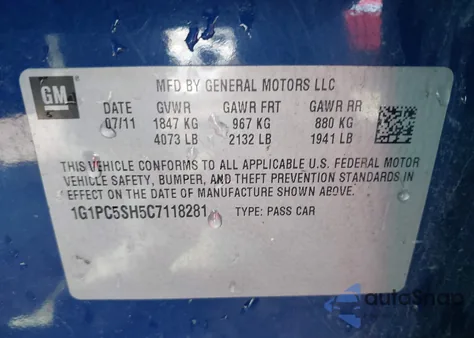 GM
MFD BY GENERAL MOTORS LLC
DATE GVWR GAWR FRT GAWR RR
07/11 1847 KG 967 KG 880 KG
4073 LB 2132 LB 1941 LB
THIS VEHICLE CONFORMS TO ALL APPLICABLE U.S. FEDERAL MOTOR
VEHICLE SAFETY, BUMPER, AND THEFT PREVENTION STANDARDS IN
EFFECT ON THE DATE OF MANUFACTURE SHOWN ABOVE.
1G1PC5SH5C7118281 TYPE: PASS CAR
autoSnap